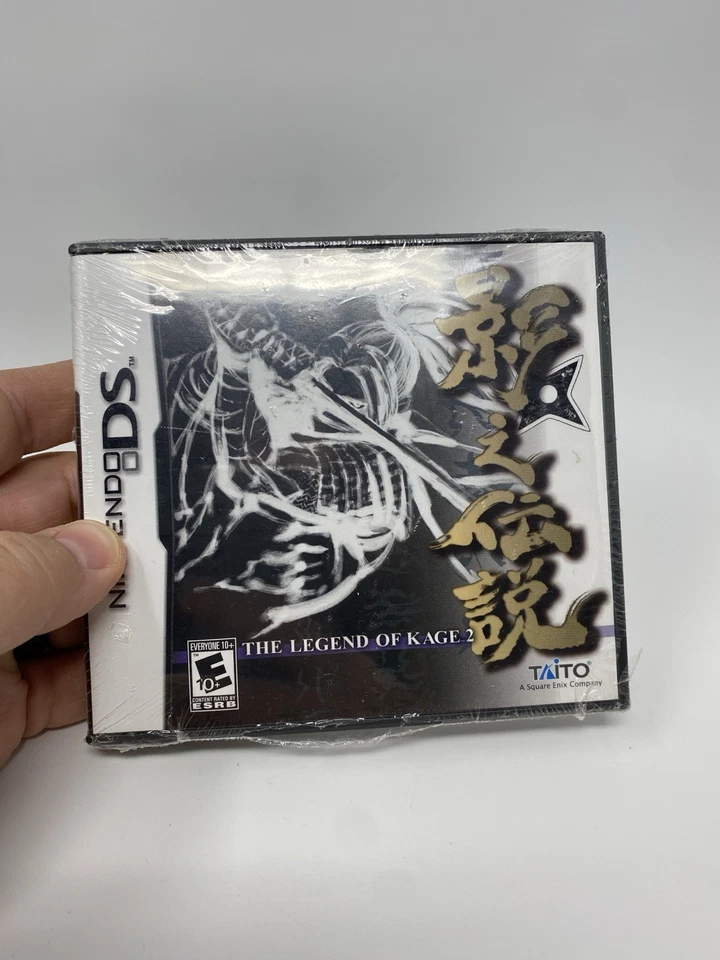 NINTENDO DS™
影之伝説
EVERYONE 10+
E
10+
CONTENT RATED BY
ESRB
THE LEGEND OF KAGE 2
TAITO®
A Square Enix Company